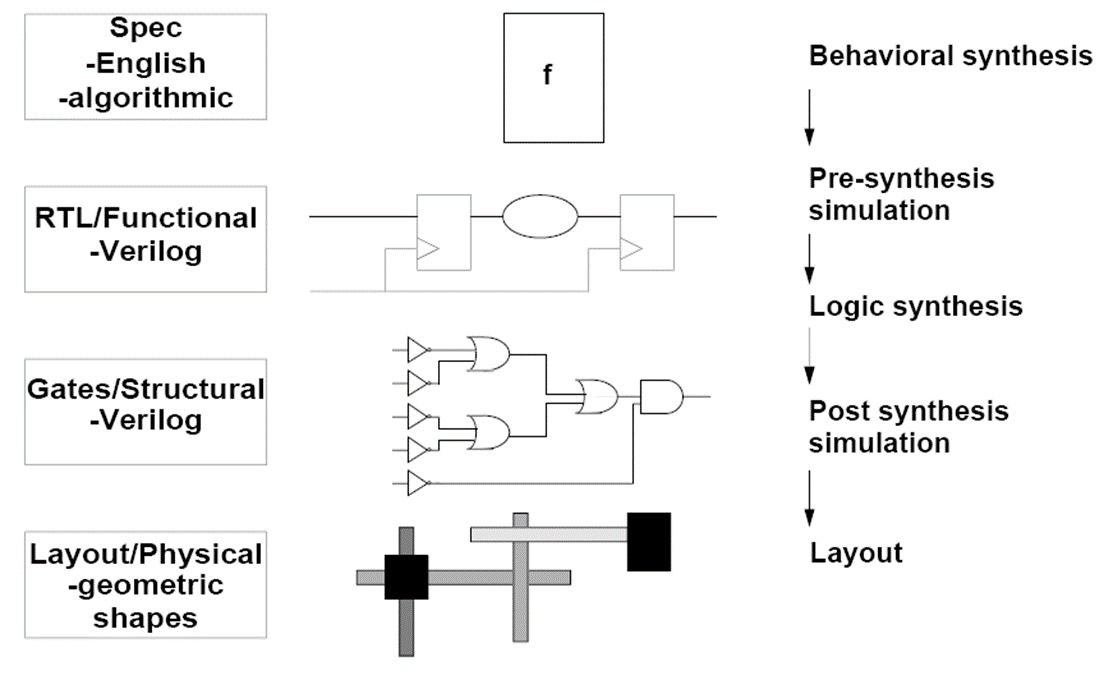 Spec
-English
-algorithmic
f
Behavioral synthesis
RTL/Functional
-Verilog
Pre-synthesis
simulation
Logic synthesis
Gates/Structural
-Verilog
Post synthesis
simulation
Layout/Physical
-geometric
shapes
Layout